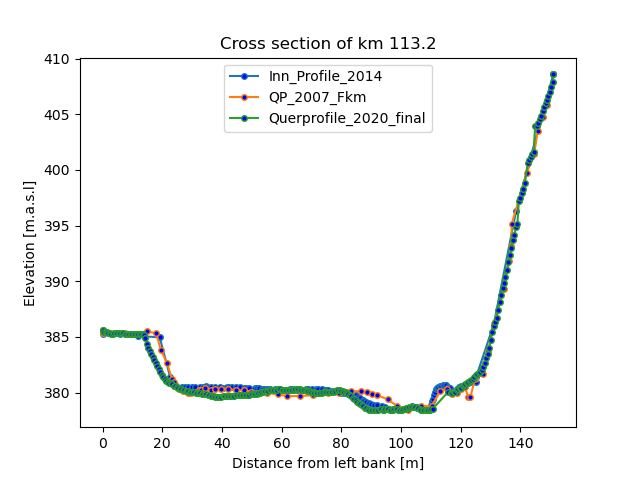 Cross section of km 113.2
Inn_Profile_2014
QP_2007_Fkm
Querprofile_2020_final
Elevation [m.a.s.l]
410
405
400
395
390
385
380
0 20 40 60 80 100 120 140
Distance from left bank [m]